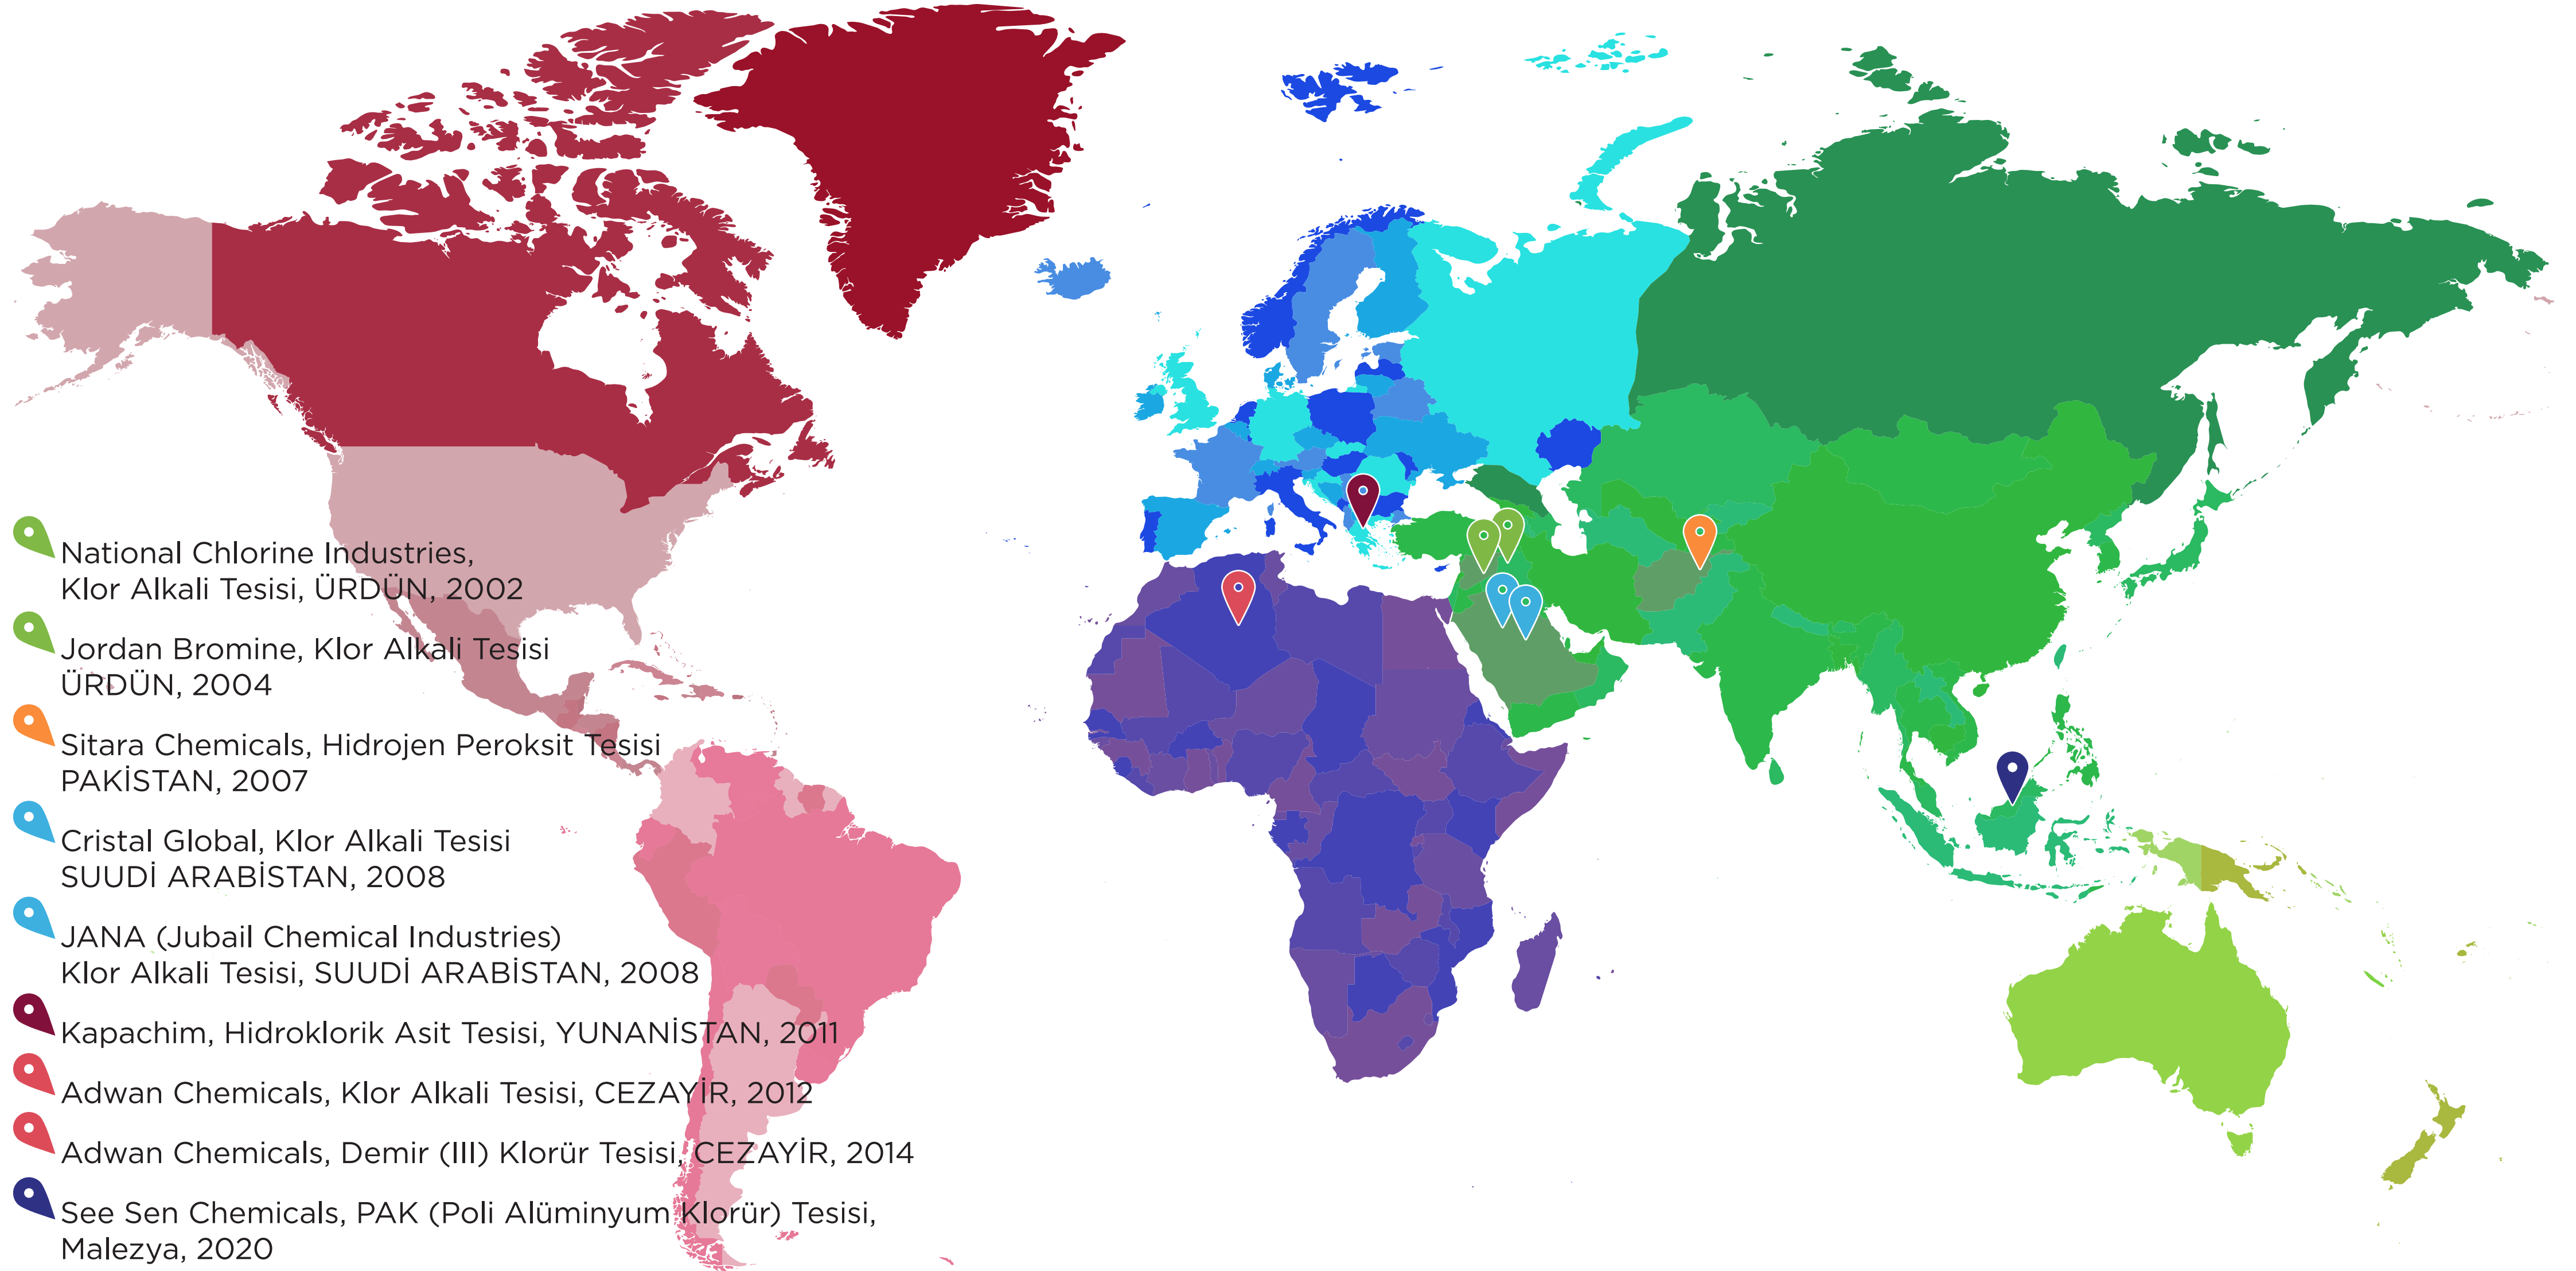 National Chlorine Industries,
Klor Alkali Tesisi, ÜRDÜN, 2002
Jordan Bromine, Klor Alkali Tesisi
ÜRDÜN, 2004
Sitara Chemicals, Hidrojen Peroksit Tesisi
PAKİSTAN, 2007
Cristal Global, Klor Alkali Tesisi
SUUDİ ARABİSTAN, 2008
JANA (Jubail Chemical Industries)
Klor Alkali Tesisi, SUUDİ ARABİSTAN, 2008
Kapachim, Hidroklorik Asit Tesisi, YUNANİSTAN, 2011
Adwan Chemicals, Klor Alkali Tesisi, CEZAYİR, 2012
Adwan Chemicals, Demir (III) Klorür Tesisi, CEZAYİR, 2014
See Sen Chemicals, PAK (Poli Alüminyum Klorür) Tesisi,
Malezya, 2020